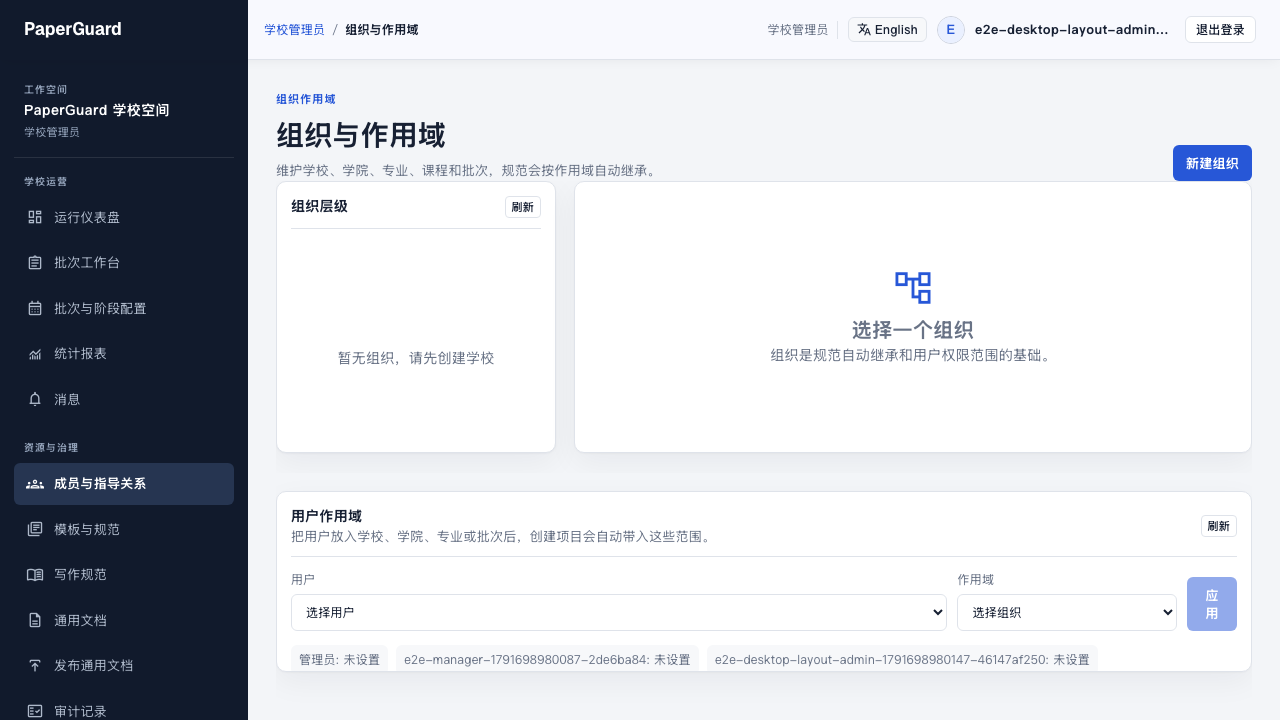 PaperGuard
工作空间
PaperGuard 学校空间
学校管理员
学校运营
运行仪表盘
批次工作台
批次与阶段配置
统计报表
消息
资源与治理
成员与指导关系
模板与规范
写作规范
通用文档
发布通用文档
审计记录
学校管理员 / 组织与作用域
学校管理员
English
E
e2e-desktop-layout-admin...
退出登录
组织作用域
组织与作用域
维护学校、学院、专业、课程和批次，规范会按作用域自动继承。
新建组织
组织层级
刷新
暂无组织，请先创建学校
选择一个组织
组织是规范自动继承和用户权限范围的基础。
用户作用域
把用户放入学校、学院、专业或批次后，创建项目会自动带入这些范围。
刷新
用户
选择用户
作用域
选择组织
应
用
管理员: 未设置
e2e-manager-1791698980087-2de6ba84: 未设置
e2e-desktop-layout-admin-1791698980147-46147af250: 未设置